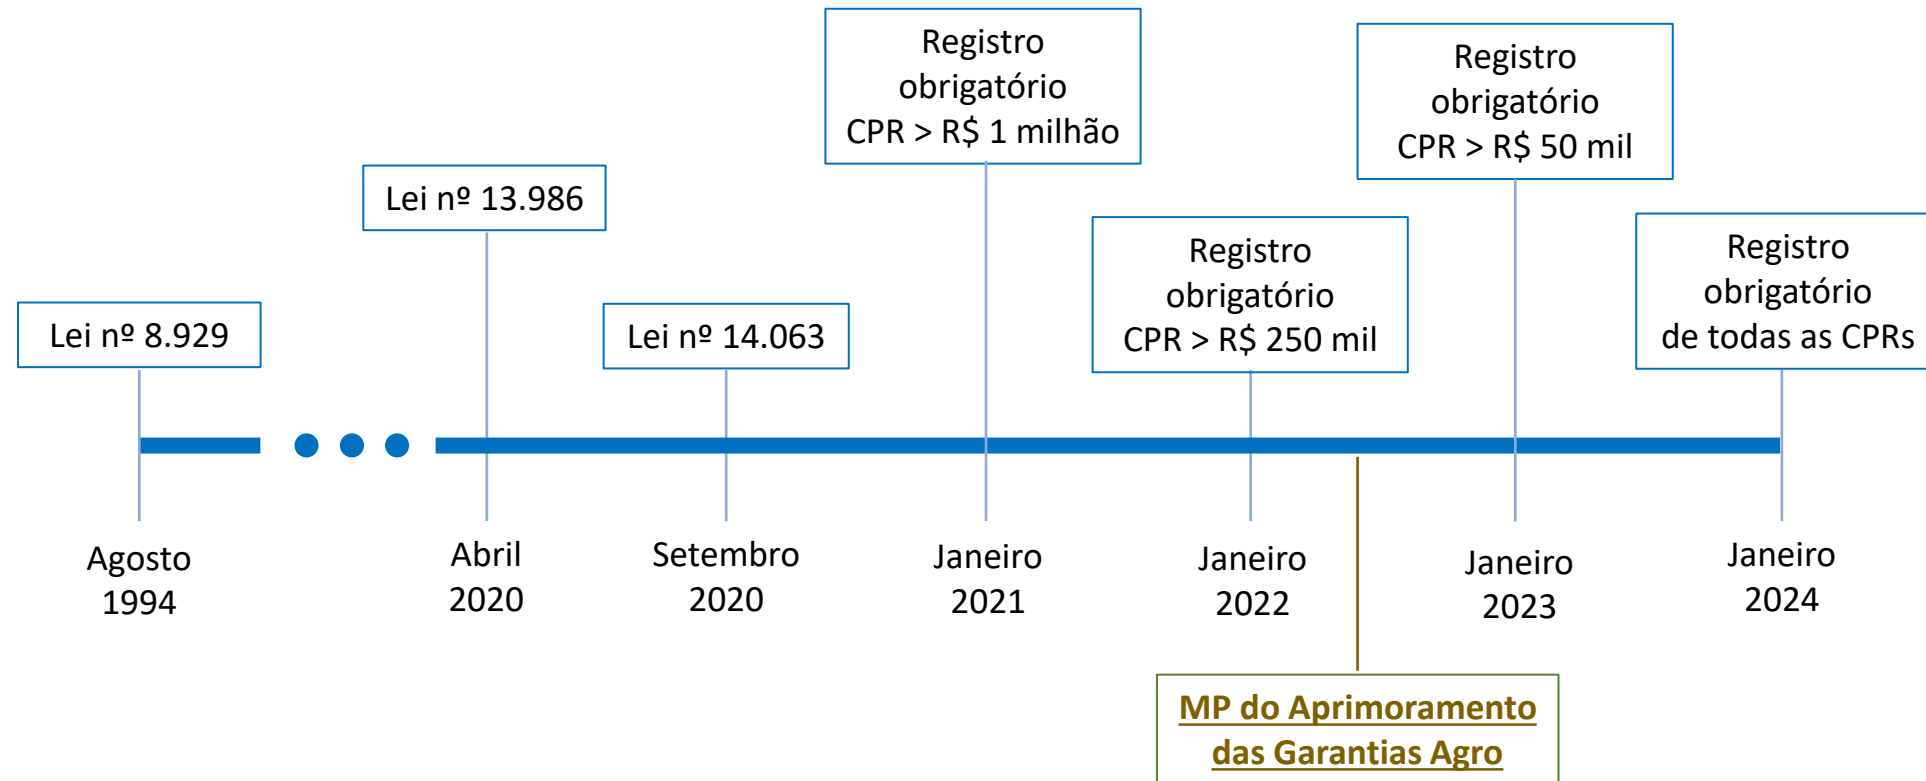 Registro
obrigatório
CPR > R$ 1 milhão
Registro
obrigatório
CPR > R$ 50 mil
Lei nº 13.986
Registro
obrigatório
CPR > R$ 250 mil
Registro
obrigatório
de todas as CPRs
Lei nº 8.929
Lei nº 14.063
Agosto
1994
Abril
2020
Setembro
2020
Janeiro
2021
Janeiro
2022
Janeiro
2023
Janeiro
2024
MP do Aprimoramento
das Garantias Agro